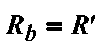 R_b = R'